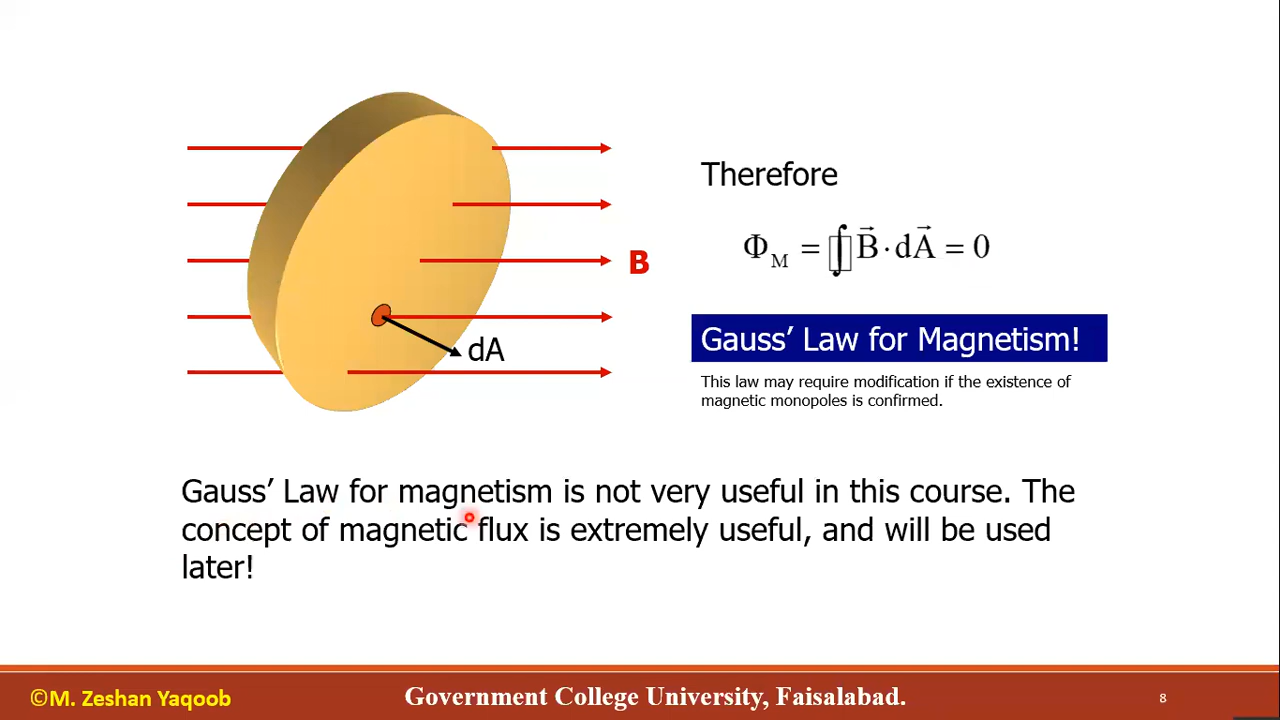 Therefore
Φ_M = ∯ B⃗ · dA⃗ = 0
B
dA
Gauss’ Law for Magnetism!
This law may require modification if the existence of
magnetic monopoles is confirmed.
Gauss’ Law for magnetism is not very useful in this course. The
concept of magnetic flux is extremely useful, and will be used
later!
©M. Zeshan Yaqoob
Government College University, Faisalabad.
8